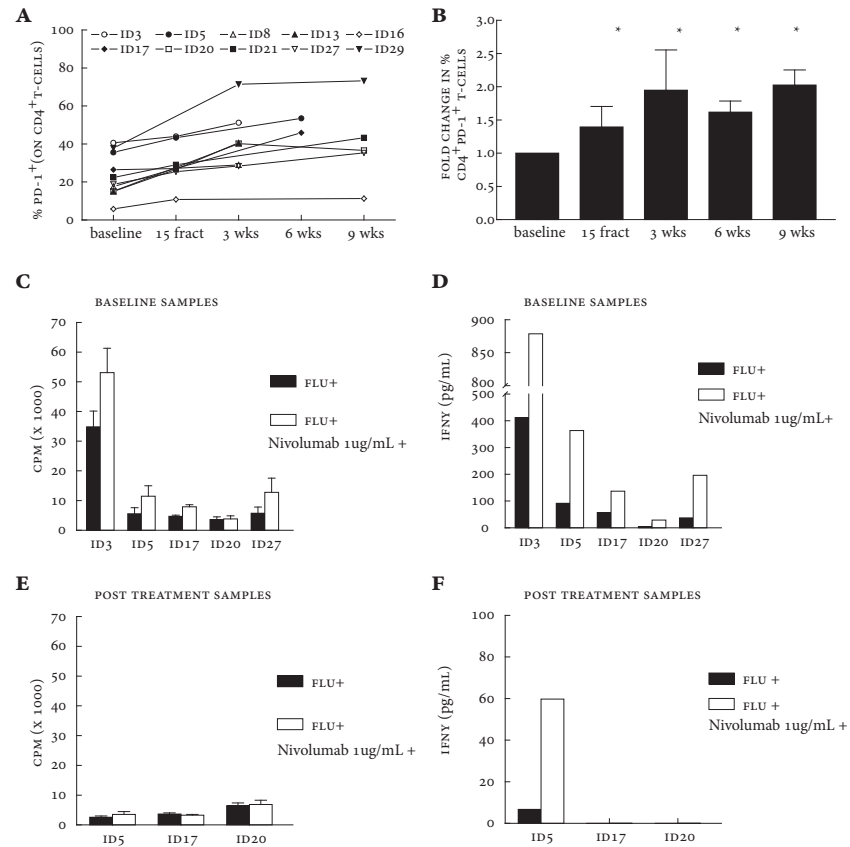 A
% PD-1+(ON CD4+T-CELLS)
ID3 ID5 ID8 ID13 ID16
ID17 ID20 ID21 ID27 ID29
100
80
60
40
20
0
baseline 15 fract 3 wks 6 wks 9 wks
B
FOLD CHANGE IN %
CD4+PD-1+ T-CELLS
3.0
2.5
2.0
1.5
1.0
0.5
0.0
* * * *
baseline 15 fract 3 wks 6 wks 9 wks
C
BASELINE SAMPLES
CPM (X 1000)
70
60
50
40
30
20
10
0
ID3 ID5 ID17 ID20 ID27
FLU+
FLU+
Nivolumab 1ug/mL +
D
BASELINE SAMPLES
IFNY (pg/mL)
900
850
800
500
400
300
200
100
0
ID3 ID5 ID17 ID20 ID27
FLU+
FLU+
Nivolumab 1ug/mL+
E
POST TREATMENT SAMPLES
CPM (X 1000)
70
60
50
40
30
20
10
0
ID5 ID17 ID20
FLU+
FLU+
Nivolumab 1ug/mL +
F
POST TREATMENT SAMPLES
IFNY (pg/mL)
100
80
60
40
20
0
ID5 ID17 ID20
FLU +
FLU +
Nivolumab 1ug/mL +